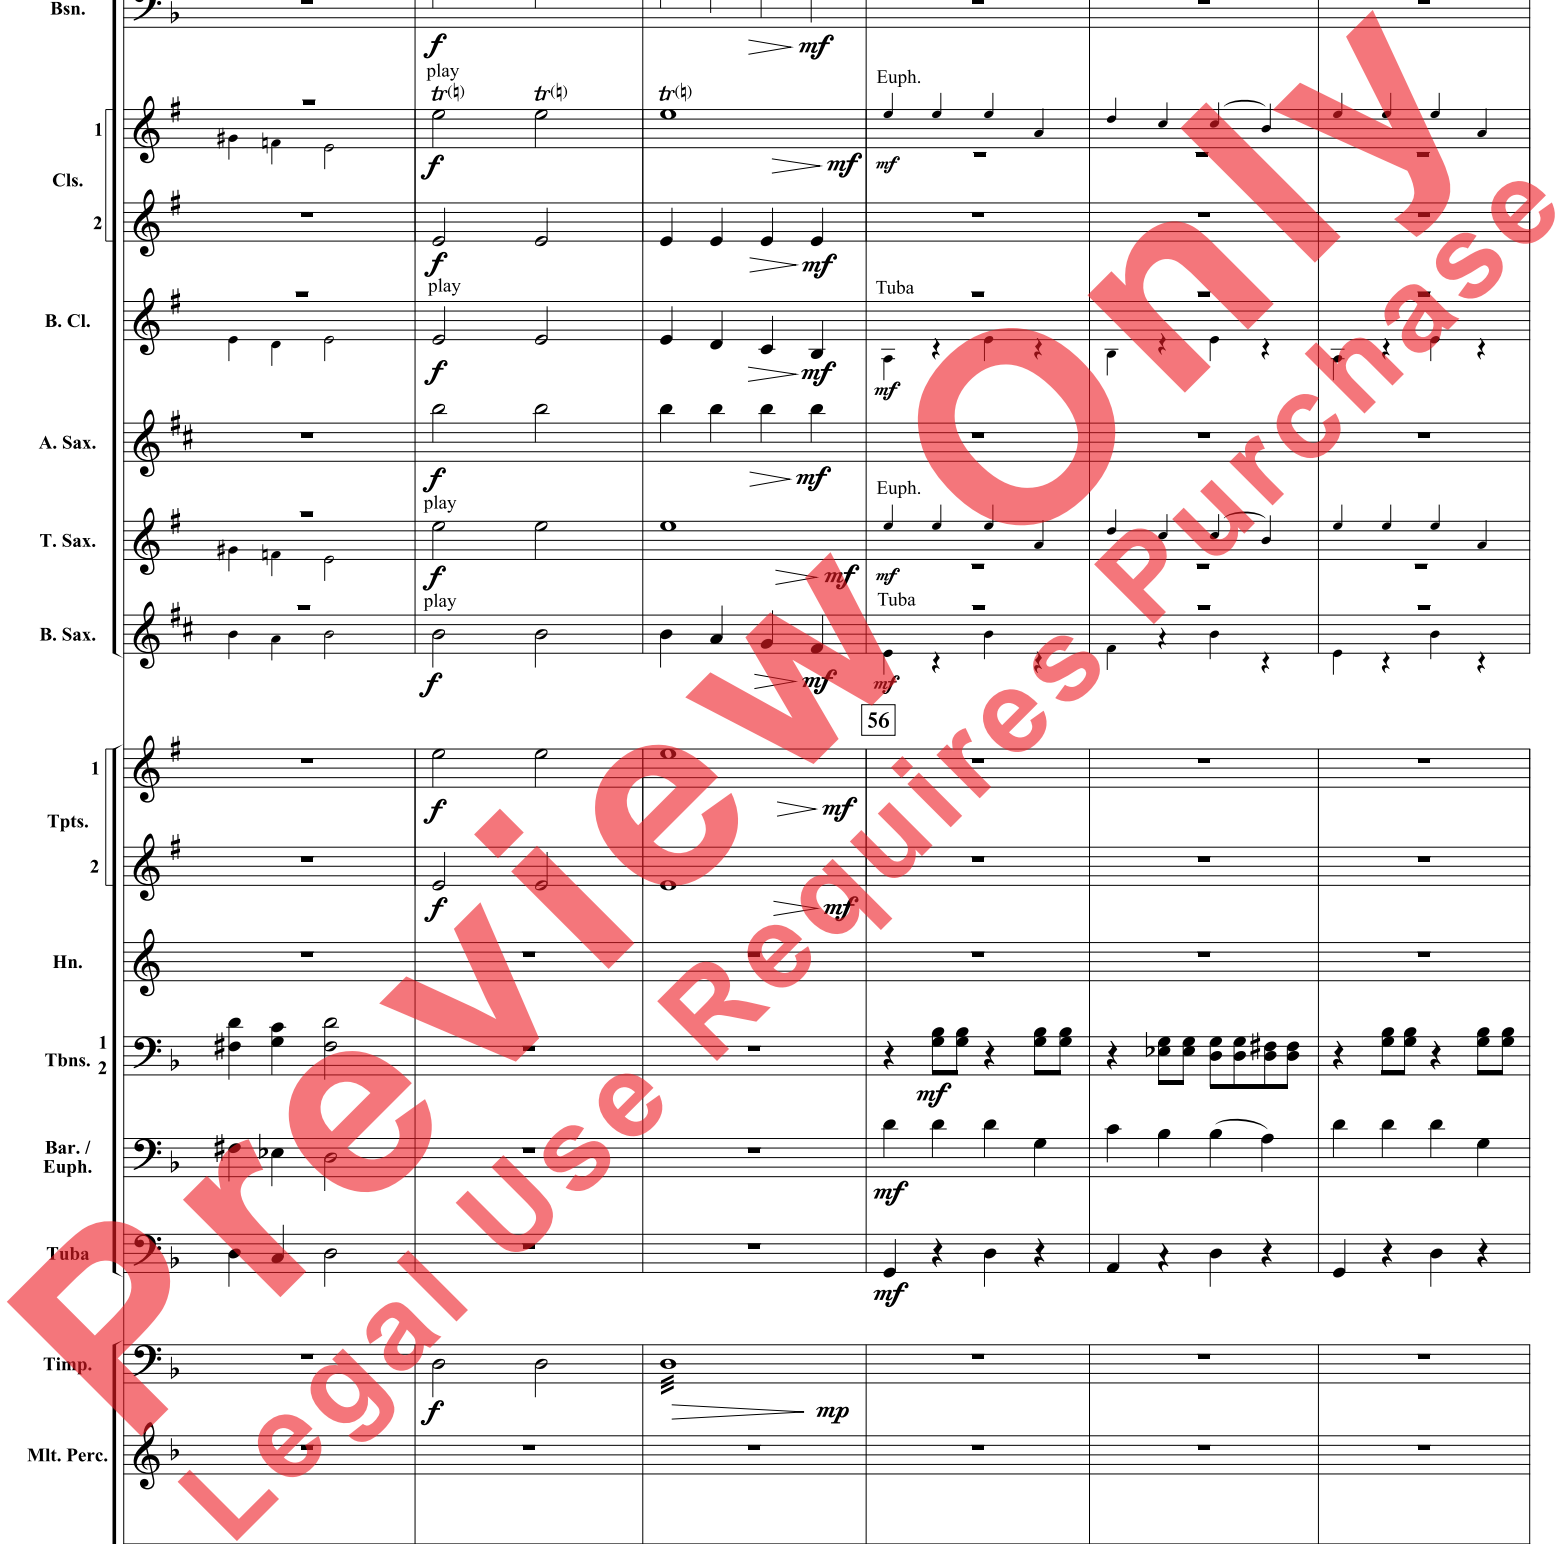 Bsn.
f
mf
play
tr(♮) tr(♮) tr(♮)
Euph.
1
f
mf
mf
Cls.
2
f
mf
play
Tuba
B. Cl.
f
mf
mf
A. Sax.
f
mf
play
Euph.
T. Sax.
f
mf
mf
play
Tuba
B. Sax.
f
mf
mf
56
1
f
mf
Tpts.
2
f
mf
Hn.
Tbns. 1
2
mf
Bar. /
Euph.
mf
Tuba
mf
Timp.
f
mp
Mlt. Perc.
Preview Only
Legal Use Requires Purchase